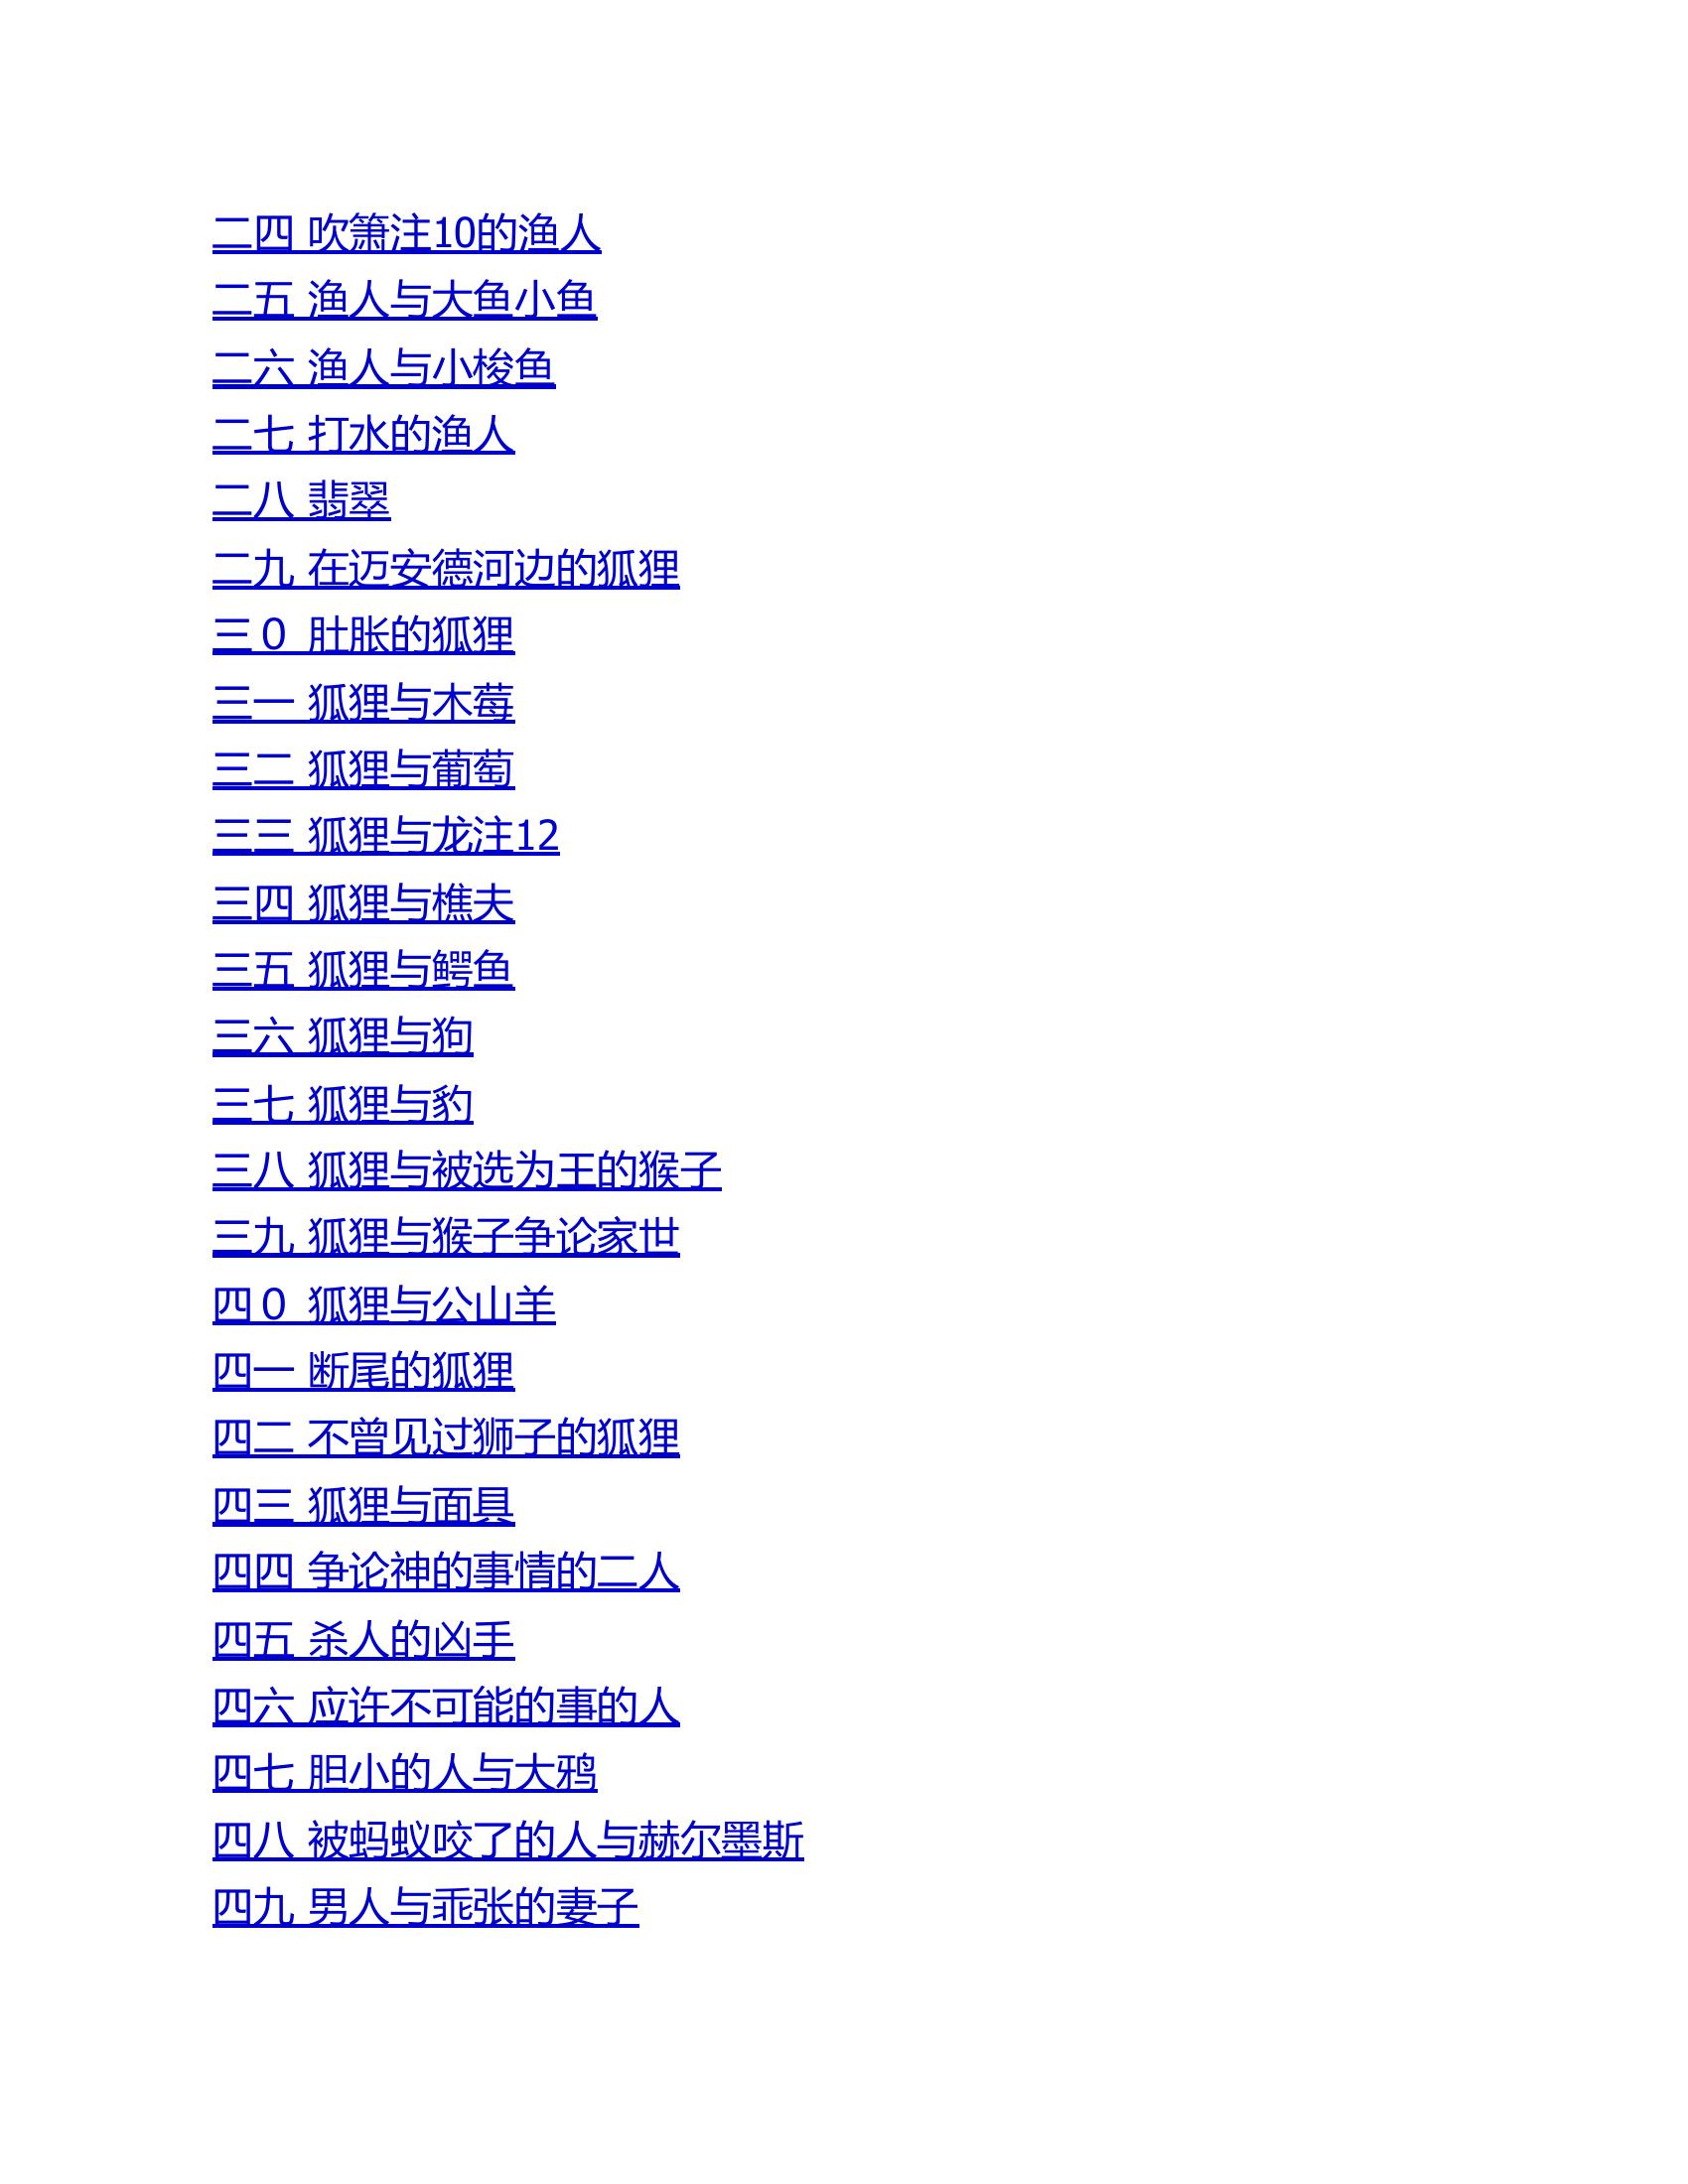 二四 吹箫注10的渔人
二五 渔人与大鱼小鱼
二六 渔人与小梭鱼
二七 打水的渔人
二八 翡翠
二九 在迈安德河边的狐狸
三０ 肚胀的狐狸
三一 狐狸与木莓
三二 狐狸与葡萄
三三 狐狸与龙注12
三四 狐狸与樵夫
三五 狐狸与鳄鱼
三六 狐狸与狗
三七 狐狸与豹
三八 狐狸与被选为王的猴子
三九 狐狸与猴子争论家世
四０ 狐狸与公山羊
四一 断尾的狐狸
四二 不曾见过狮子的狐狸
四三 狐狸与面具
四四 争论神的事情的二人
四五 杀人的凶手
四六 应许不可能的事的人
四七 胆小的人与大鸦
四八 被蚂蚁咬了的人与赫尔墨斯
四九 男人与乖张的妻子